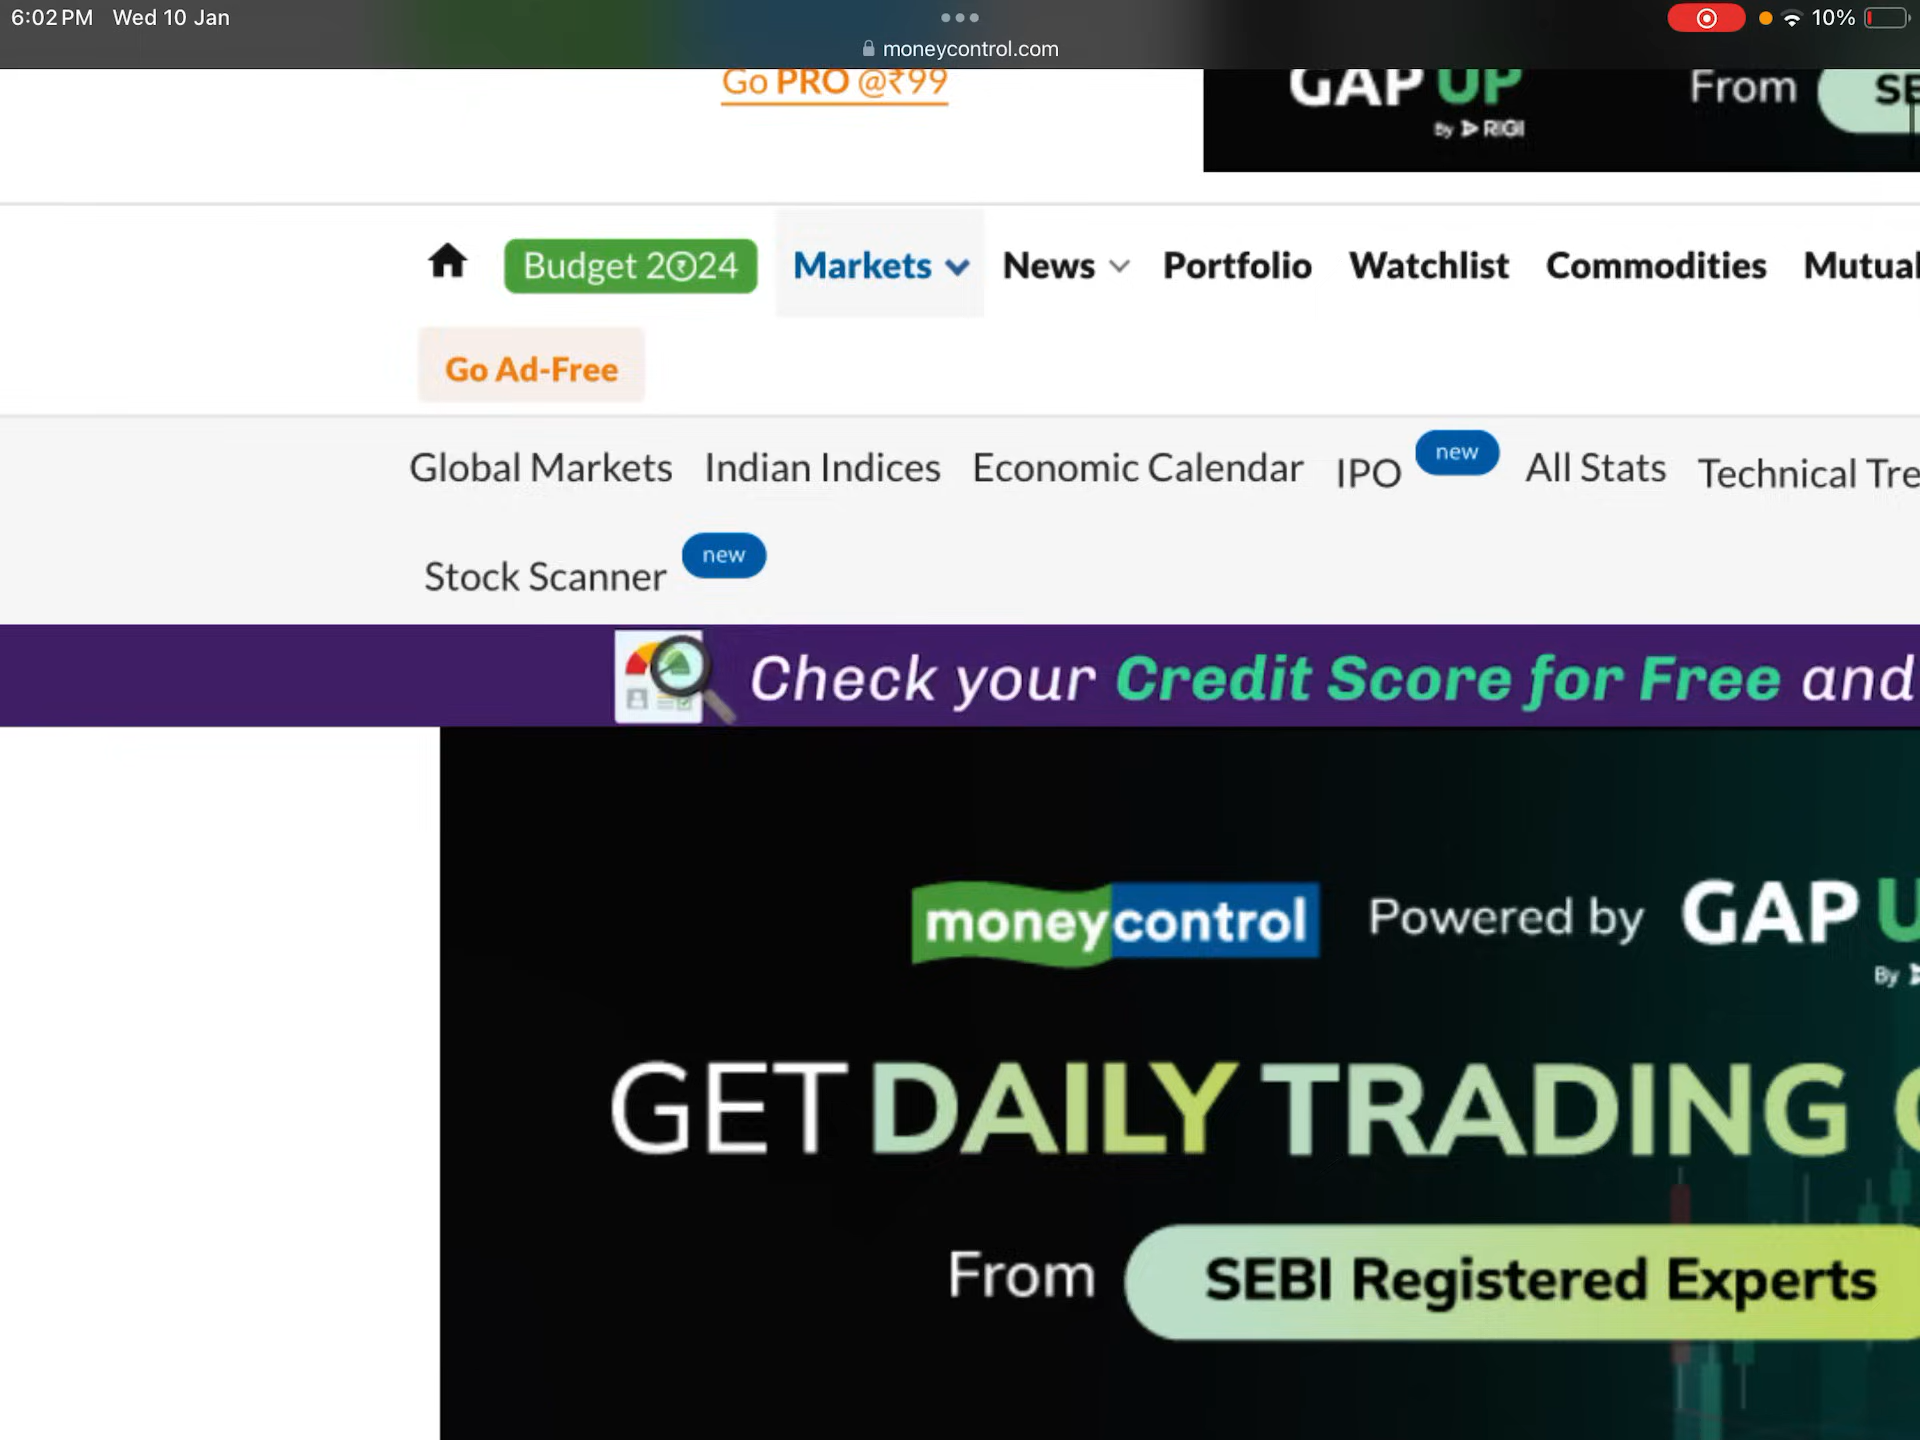 6:02 PM Wed 10 Jan
10%
moneycontrol.com
Go PRO @₹99
GAP UP From
By RIGI
Budget 2024 Markets News Portfolio Watchlist Commodities Mutual
Go Ad-Free
Global Markets Indian Indices Economic Calendar IPO new All Stats Technical
Stock Scanner new
Check your Credit Score for Free and
moneycontrol Powered by GAP
By
GET DAILY TRADING
From SEBI Registered Experts